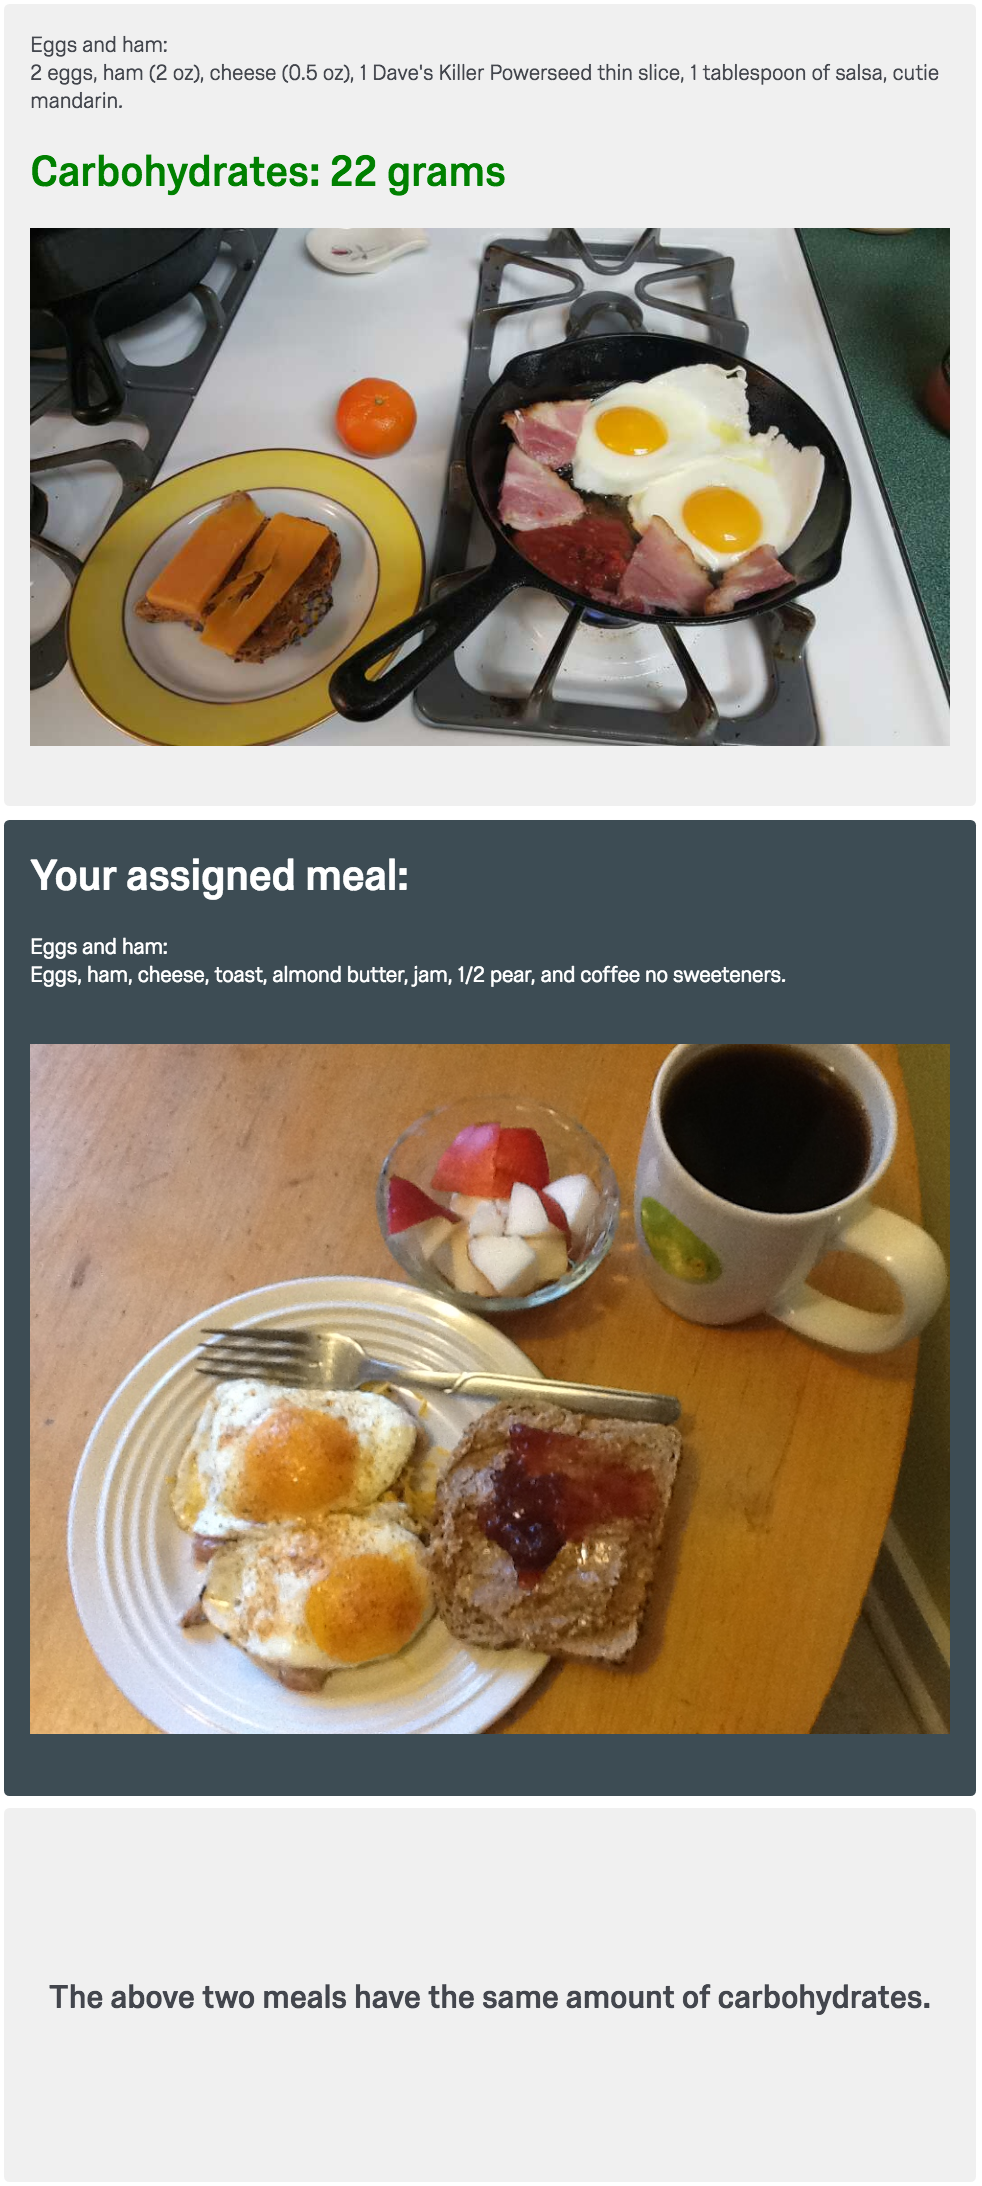 Eggs and ham:
2 eggs, ham (2 oz), cheese (0.5 oz), 1 Dave's Killer Powerseed thin slice, 1 tablespoon of salsa, cutie
mandarin.
Carbohydrates: 22 grams
Your assigned meal:
Eggs and ham:
Eggs, ham, cheese, toast, almond butter, jam, 1/2 pear, and coffee no sweeteners.
The above two meals have the same amount of carbohydrates.